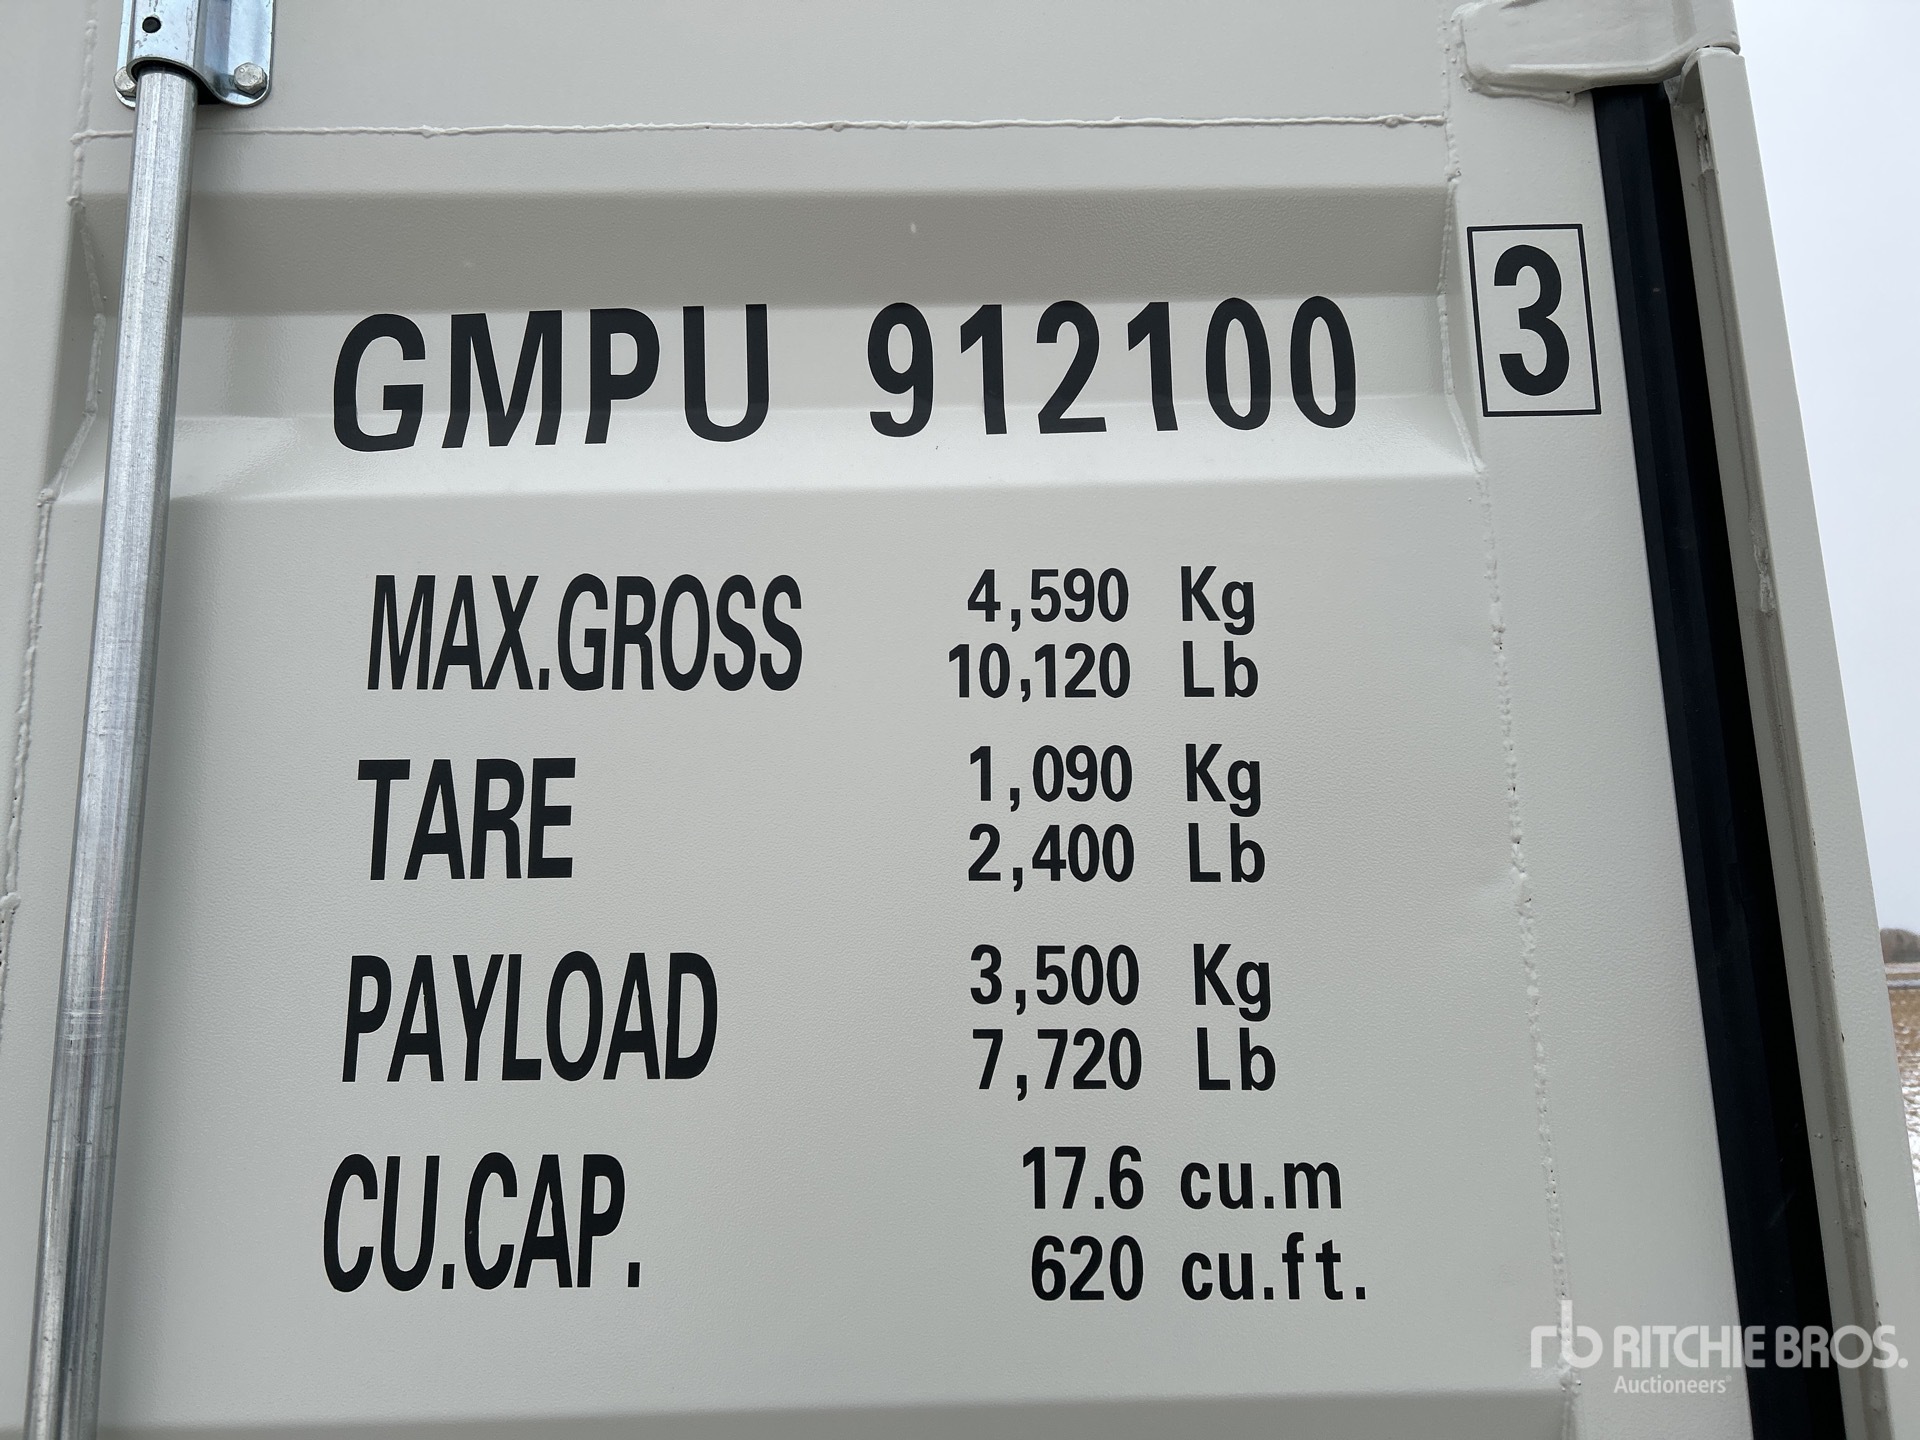 GMPU 912100 3
MAX.GROSS 4,590 Kg
10,120 Lb
TARE 1,090 Kg
2,400 Lb
PAYLOAD 3,500 Kg
7,720 Lb
CU.CAP. 17.6 cu.m
620 cu.ft.
rb RITCHIE BROS.
Auctioneers